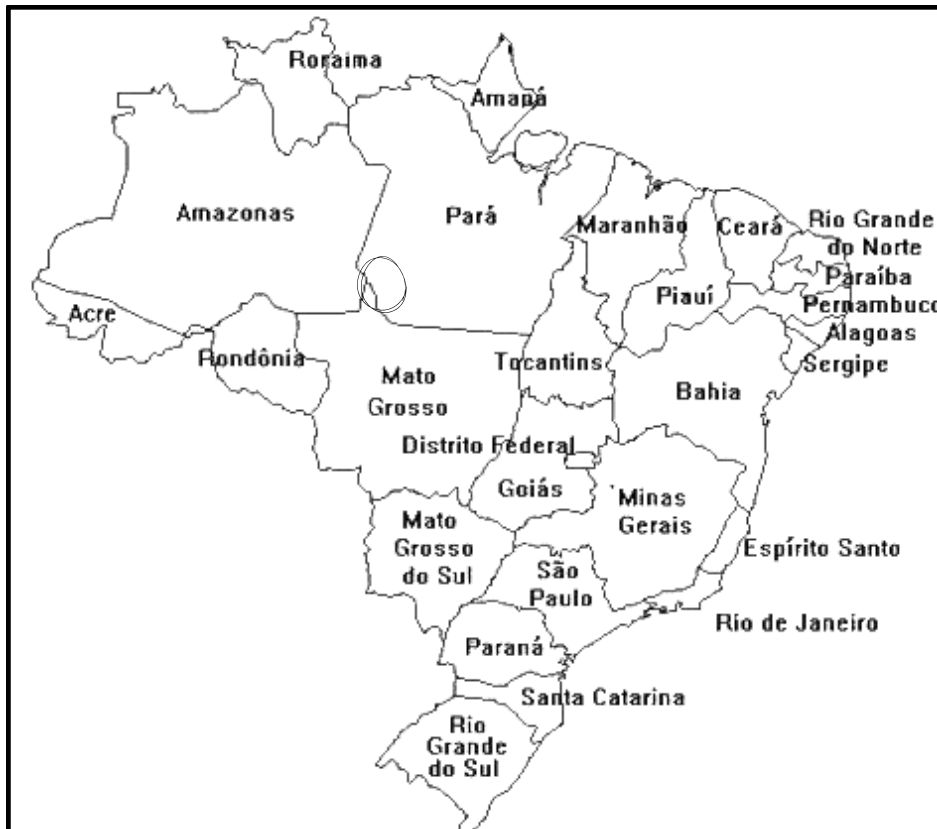 Roraima
Amapá
Amazonas
Pará
Maranhão
Ceará
Rio Grande
do Norte
Paraíba
Pernambuco
Piauí
Acre
Alagoas
Rondônia
Tocantins
Sergipe
Mato
Grosso
Bahia
Distrito Federal
Goiás
Minas
Gerais
Mato
Grosso
do Sul
Espírito Santo
São
Paulo
Rio de Janeiro
Paraná
Santa Catarina
Rio
Grande
do Sul